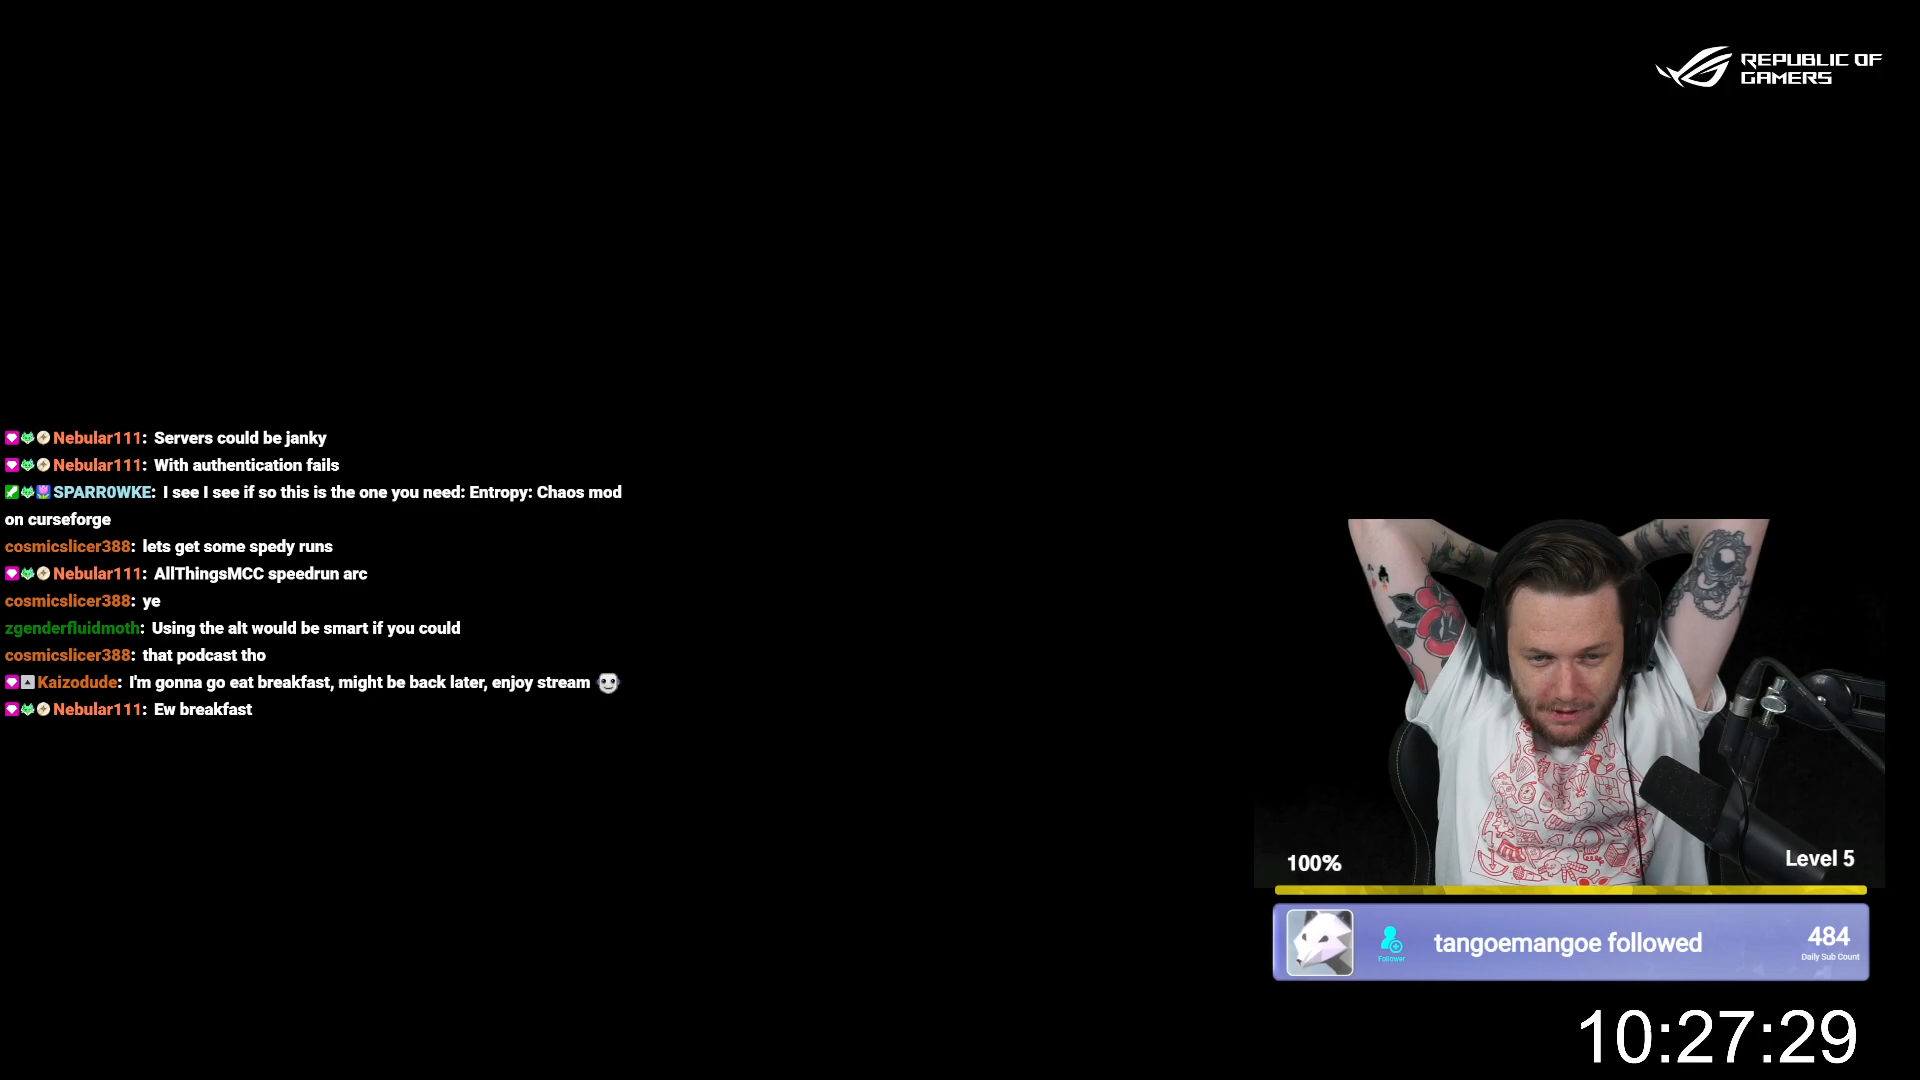 REPUBLIC OF
GAMERS
Nebular111: Servers could be janky
Nebular111: With authentication fails
SPARR0WKE: I see I see if so this is the one you need: Entropy: Chaos mod
on curseforge
cosmicslicer388: lets get some spedy runs
Nebular111: AllThingsMCC speedrun arc
cosmicslicer388: ye
zgenderfluidmoth: Using the alt would be smart if you could
cosmicslicer388: that podcast tho
Kaizodude: I'm gonna go eat breakfast, might be back later, enjoy stream
Nebular111: Ew breakfast
100%
Level 5
Follower
tangoemangoe followed
484
Daily Sub Count
10:27:29